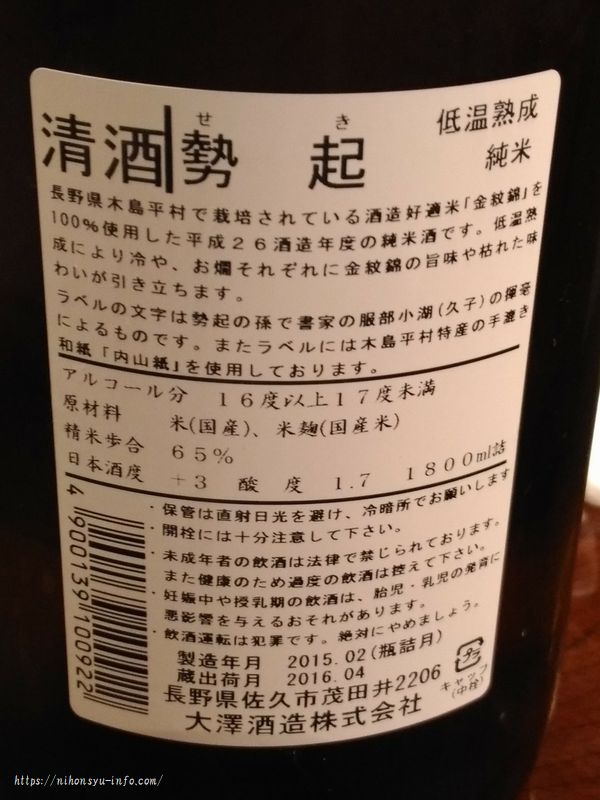 せ き
清酒 勢 起
低温熟成
純米
長野県木島平村で栽培されている酒造好適米「金紋錦」を
100%使用した平成26酒造年度の純米酒です。低温熟
成により冷や、お燗それぞれに金紋錦の旨味や枯れた味
わいが引き立ちます。
ラベルの文字は勢起の孫で書家の服部小湖(久子)の揮毫
によるものです。またラベルには木島平村特産の手漉き
和紙「内山紙」を使用しております。
アルコール分 16度以上17度未満
原材料 米(国産)、米麹(国産米)
精米歩合 65%
日本酒度 +3 酸度 1.7 1800ml詰
・保管は直射日光を避け、冷暗所でお願いします
・開栓には十分注意して下さい。
・未成年者の飲酒は法律で禁じられております。
また健康のため過度の飲酒は控えて下さい。
・妊娠中や授乳期の飲酒は、胎児・乳児の発育に
悪影響を与えるおそれがあります。
・飲酒運転は犯罪です。絶対にやめましょう。
製造年月 2015.02(瓶詰月)
蔵出荷月 2016.04
長野県佐久市茂田井2206
大澤酒造株式会社
プラ
キャップ
(中栓)
4900139100922
https://nihonsyu-info.com/